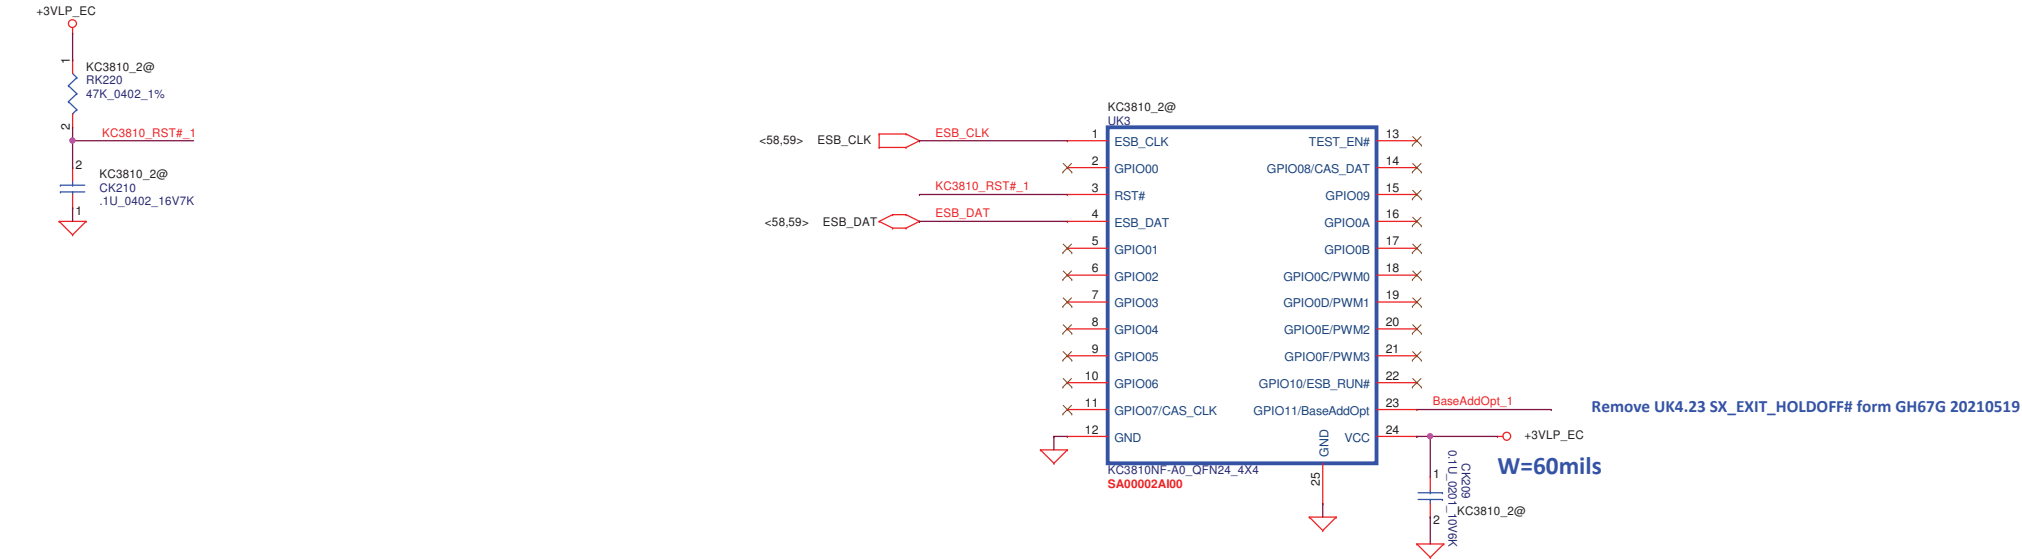 +3VLP_EC
1
KC3810_2@
RK220
47K_0402_1%
2
KC3810_RST#_1
2
KC3810_2@
CK210
.1U_0402_16V7K
1
KC3810_2@
UK3
<58,59> ESB_CLK ESB_CLK 1 ESB_CLK TEST_EN# 13
2 GPIO00 GPIO08/CAS_DAT 14
KC3810_RST#_1 3 RST# GPIO09 15
<58,59> ESB_DAT ESB_DAT 4 ESB_DAT GPIO0A 16
5 GPIO01 GPIO0B 17
6 GPIO02 GPIO0C/PWM0 18
7 GPIO03 GPIO0D/PWM1 19
8 GPIO04 GPIO0E/PWM2 20
9 GPIO05 GPIO0F/PWM3 21
10 GPIO06 GPIO10/ESB_RUN# 22
11 GPIO07/CAS_CLK GPIO11/BaseAddOpt 23 BaseAddOpt_1
Remove UK4.23 SX_EXIT_HOLDOFF# form GH67G 20210519
12 GND GND VCC 24 +3VLP_EC
W=60mils
KC3810NF-A0_QFN24_4X4
SA00002AI00
25
1
CK209
0.1U_0201_10V6K
KC3810_2@
2